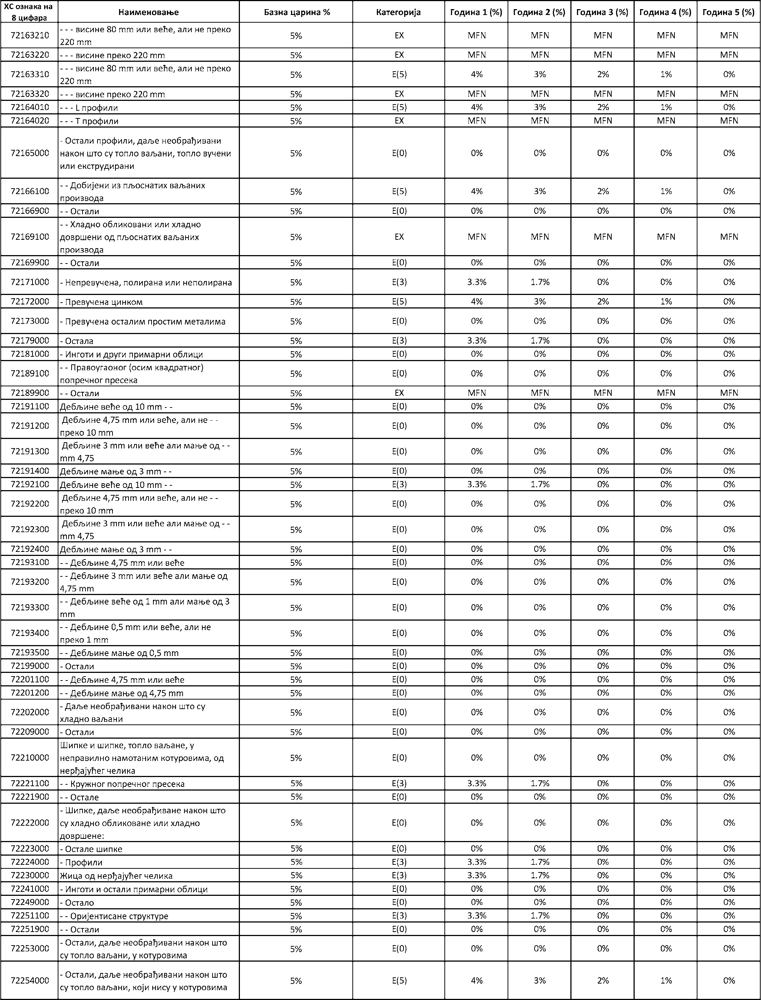 ХС ознака на 8 цифара | Наименовање | Базна царина % | Категорија | Година 1 (%) | Година 2 (%) | Година 3 (%) | Година 4 (%) | Година 5 (%)
72163210 | - - - висине 80 mm или веће, али не преко 220 mm | 5% | EX | MFN | MFN | MFN | MFN | MFN
72163220 | - - - висине преко 220 mm | 5% | EX | MFN | MFN | MFN | MFN | MFN
72163310 | - - - висине 80 mm или веће, али не преко 220 mm | 5% | E(5) | 4% | 3% | 2% | 1% | 0%
72163320 | - - - висине преко 220 mm | 5% | EX | MFN | MFN | MFN | MFN | MFN
72164010 | - - - L профили | 5% | E(5) | 4% | 3% | 2% | 1% | 0%
72164020 | - - - T профили | 5% | EX | MFN | MFN | MFN | MFN | MFN
72165000 | - Остали профили, даље необрађивани након што су топло ваљани, топло вучени или екструдирани | 5% | E(0) | 0% | 0% | 0% | 0% | 0%
72166100 | - - Добијени из пљоснатих ваљаних производа | 5% | E(5) | 4% | 3% | 2% | 1% | 0%
72166900 | - - Остали | 5% | E(0) | 0% | 0% | 0% | 0% | 0%
72169100 | - - Хладно обликовани или хладно довршени од пљоснатих ваљаних производа | 5% | EX | MFN | MFN | MFN | MFN | MFN
72169900 | - - Остали | 5% | E(0) | 0% | 0% | 0% | 0% | 0%
72171000 | - Непревучена, полирана или неполирана | 5% | E(3) | 3.3% | 1.7% | 0% | 0% | 0%
72172000 | - Превучена цинком | 5% | E(5) | 4% | 3% | 2% | 1% | 0%
72173000 | - Превучена осталим простим металима | 5% | E(0) | 0% | 0% | 0% | 0% | 0%
72179000 | - Остала | 5% | E(3) | 3.3% | 1.7% | 0% | 0% | 0%
72181000 | - Инготи и други примарни облици | 5% | E(0) | 0% | 0% | 0% | 0% | 0%
72189100 | - - Правоугаоног (осим квадратног) попречног пресека | 5% | E(0) | 0% | 0% | 0% | 0% | 0%
72189900 | - - Остали | 5% | EX | MFN | MFN | MFN | MFN | MFN
72191100 | Дебљине веће од 10 mm - - | 5% | E(0) | 0% | 0% | 0% | 0% | 0%
72191200 | Дебљине 4,75 mm или веће, али не - - преко 10 mm | 5% | E(0) | 0% | 0% | 0% | 0% | 0%
72191300 | Дебљине 3 mm или веће али мање од - - mm 4,75 | 5% | E(0) | 0% | 0% | 0% | 0% | 0%
72191400 | Дебљине мање од 3 mm - - | 5% | E(0) | 0% | 0% | 0% | 0% | 0%
72192100 | Дебљине веће од 10 mm - - | 5% | E(3) | 3.3% | 1.7% | 0% | 0% | 0%
72192200 | Дебљине 4,75 mm или веће, али не - - преко 10 mm | 5% | E(0) | 0% | 0% | 0% | 0% | 0%
72192300 | Дебљине 3 mm или веће али мање од - - mm 4,75 | 5% | E(0) | 0% | 0% | 0% | 0% | 0%
72192400 | Дебљине мање од 3 mm - - | 5% | E(0) | 0% | 0% | 0% | 0% | 0%
72193100 | - - Дебљине 4,75 mm или веће | 5% | E(0) | 0% | 0% | 0% | 0% | 0%
72193200 | - - Дебљине 3 mm или веће али мање од 4,75 mm | 5% | E(0) | 0% | 0% | 0% | 0% | 0%
72193300 | - - Дебљине веће од 1 mm али мање од 3 mm | 5% | E(0) | 0% | 0% | 0% | 0% | 0%
72193400 | - - Дебљине 0,5 mm или веће, али не преко 1 mm | 5% | E(0) | 0% | 0% | 0% | 0% | 0%
72193500 | - - Дебљине мање од 0,5 mm | 5% | E(0) | 0% | 0% | 0% | 0% | 0%
72199000 | - Остали | 5% | E(0) | 0% | 0% | 0% | 0% | 0%
72201100 | - - Дебљине 4,75 mm или веће | 5% | E(0) | 0% | 0% | 0% | 0% | 0%
72201200 | - - Дебљине мање од 4,75 mm | 5% | E(0) | 0% | 0% | 0% | 0% | 0%
72202000 | - Даље необрађивани након што су хладно ваљани | 5% | E(0) | 0% | 0% | 0% | 0% | 0%
72209000 | - Остали | 5% | E(0) | 0% | 0% | 0% | 0% | 0%
72210000 | Шипке и шипке, топло ваљане, у неправилно намотаним котуровима, од нерђајућег челика | 5% | E(0) | 0% | 0% | 0% | 0% | 0%
72221100 | - - Кружног попречног пресека | 5% | E(3) | 3.3% | 1.7% | 0% | 0% | 0%
72221900 | - - Остале | 5% | E(0) | 0% | 0% | 0% | 0% | 0%
72222000 | - Шипке, даље необрађиване након што су хладно обликоване или хладно довршене: | 5% | E(0) | 0% | 0% | 0% | 0% | 0%
72223000 | - Остале шипке | 5% | E(0) | 0% | 0% | 0% | 0% | 0%
72224000 | - Профили | 5% | E(3) | 3.3% | 1.7% | 0% | 0% | 0%
72230000 | Жица од нерђајућег челика | 5% | E(3) | 3.3% | 1.7% | 0% | 0% | 0%
72241000 | - Инготи и остали примарни облици | 5% | E(0) | 0% | 0% | 0% | 0% | 0%
72249000 | - Остало | 5% | E(0) | 0% | 0% | 0% | 0% | 0%
72251100 | - - Оријентисане структуре | 5% | E(3) | 3.3% | 1.7% | 0% | 0% | 0%
72251900 | - - Остали | 5% | E(0) | 0% | 0% | 0% | 0% | 0%
72253000 | - Остали, даље необрађивани након што су топло ваљани, у котуровима | 5% | E(0) | 0% | 0% | 0% | 0% | 0%
72254000 | - Остали, даље необрађивани након што су топло ваљани, који нису у котуровима | 5% | E(5) | 4% | 3% | 2% | 1% | 0%